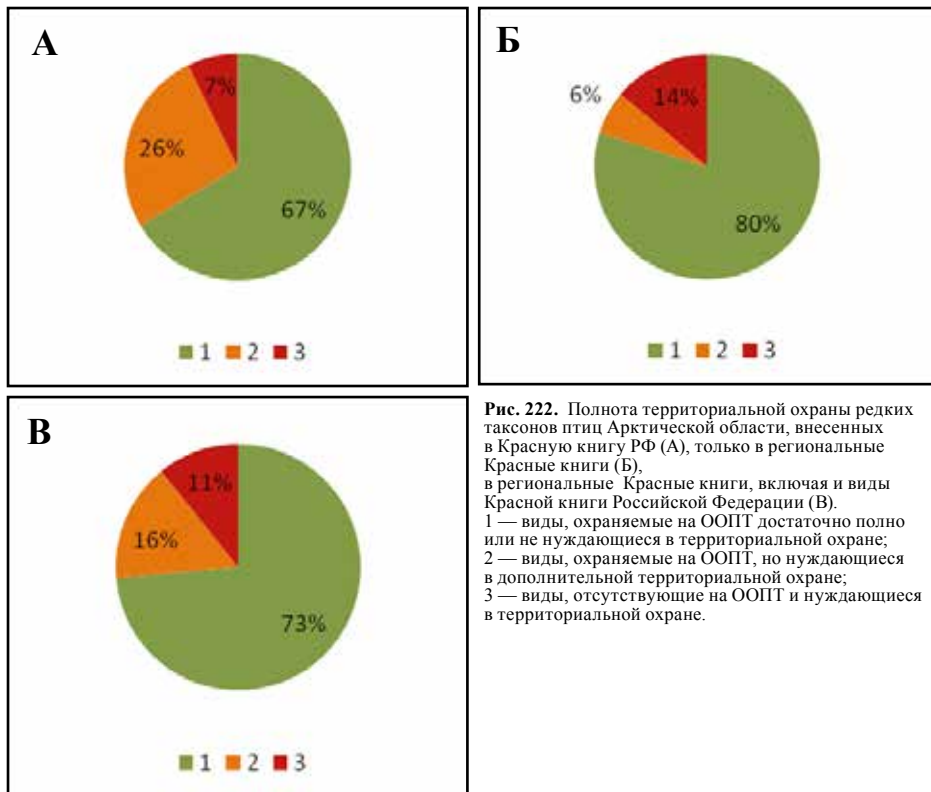 А
7%
26%
67%
1 2 3
Б
6%
14%
80%
1 2 3
В
11%
16%
73%
1 2 3
Рис. 222. Полнота территориальной охраны редких
таксонов птиц Арктической области, внесенных
в Красную книгу РФ (А), только в региональные
Красные книги (Б),
в региональные Красные книги, включая и виды
Красной книги Российской Федерации (В).
1 — виды, охраняемые на ООПТ достаточно полно
или не нуждающиеся в территориальной охране;
2 — виды, охраняемые на ООПТ, но нуждающиеся
в дополнительной территориальной охране;
3 — виды, отсутствующие на ООПТ и нуждающиеся
в территориальной охране.